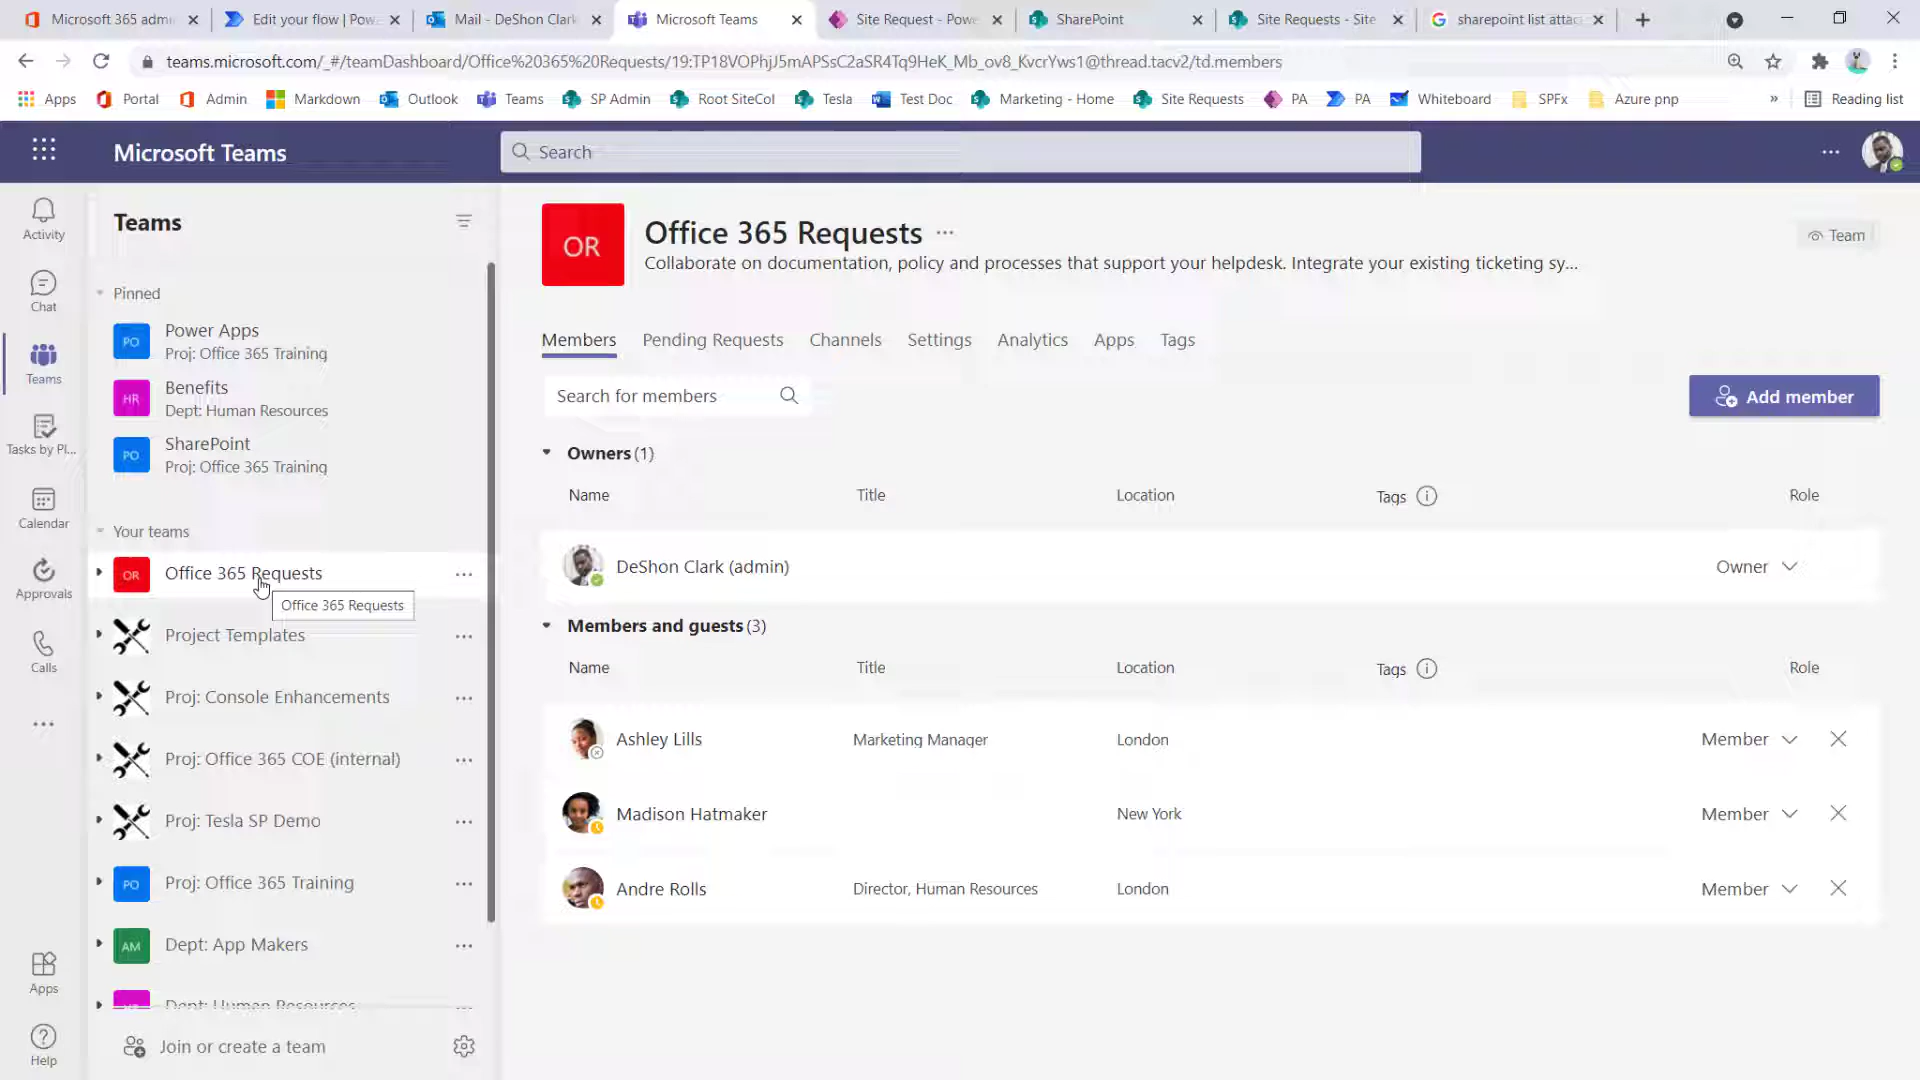 Microsoft 365 admi
Edit your flow | Pow
Mail - DeShon Clark
Microsoft Teams
Site Request - Powe
SharePoint
Site Requests - Site
sharepoint list attac
teams.microsoft.com/_#/teamDashboard/Office%20365%20Requests/19:TP18VOPhjJ5mAPSsC2aSR4Tq9HeK_Mb_ov8_KvcrYws1@thread.tacv2/td.members
Apps
Portal
Admin
Markdown
Outlook
Teams
SP Admin
Root SiteCol
Tesla
Test Doc
Marketing - Home
Site Requests
PA
PA
Whiteboard
SPFx
Azure pnp
»
Reading list
Microsoft Teams
Search
Activity
Chat
Teams
Tasks by Pl...
Calendar
Approvals
Calls
Apps
Help
Teams
Pinned
PO
Power Apps
Proj: Office 365 Training
HR
Benefits
Dept: Human Resources
PO
SharePoint
Proj: Office 365 Training
Your teams
OR
Office 365 Requests
Office 365 Requests
Project Templates
Proj: Console Enhancements
Proj: Office 365 COE (internal)
Proj: Tesla SP Demo
PO
Proj: Office 365 Training
AM
Dept: App Makers
Dept: Human Resources
Join or create a team
OR
Office 365 Requests
Team
Collaborate on documentation, policy and processes that support your helpdesk. Integrate your existing ticketing sy...
Members
Pending Requests
Channels
Settings
Analytics
Apps
Tags
Search for members
Add member
Owners (1)
Name
Title
Location
Tags
Role
DeShon Clark (admin)
Owner
Members and guests (3)
Name
Title
Location
Tags
Role
Ashley Lills
Marketing Manager
London
Member
Madison Hatmaker
New York
Member
Andre Rolls
Director, Human Resources
London
Member